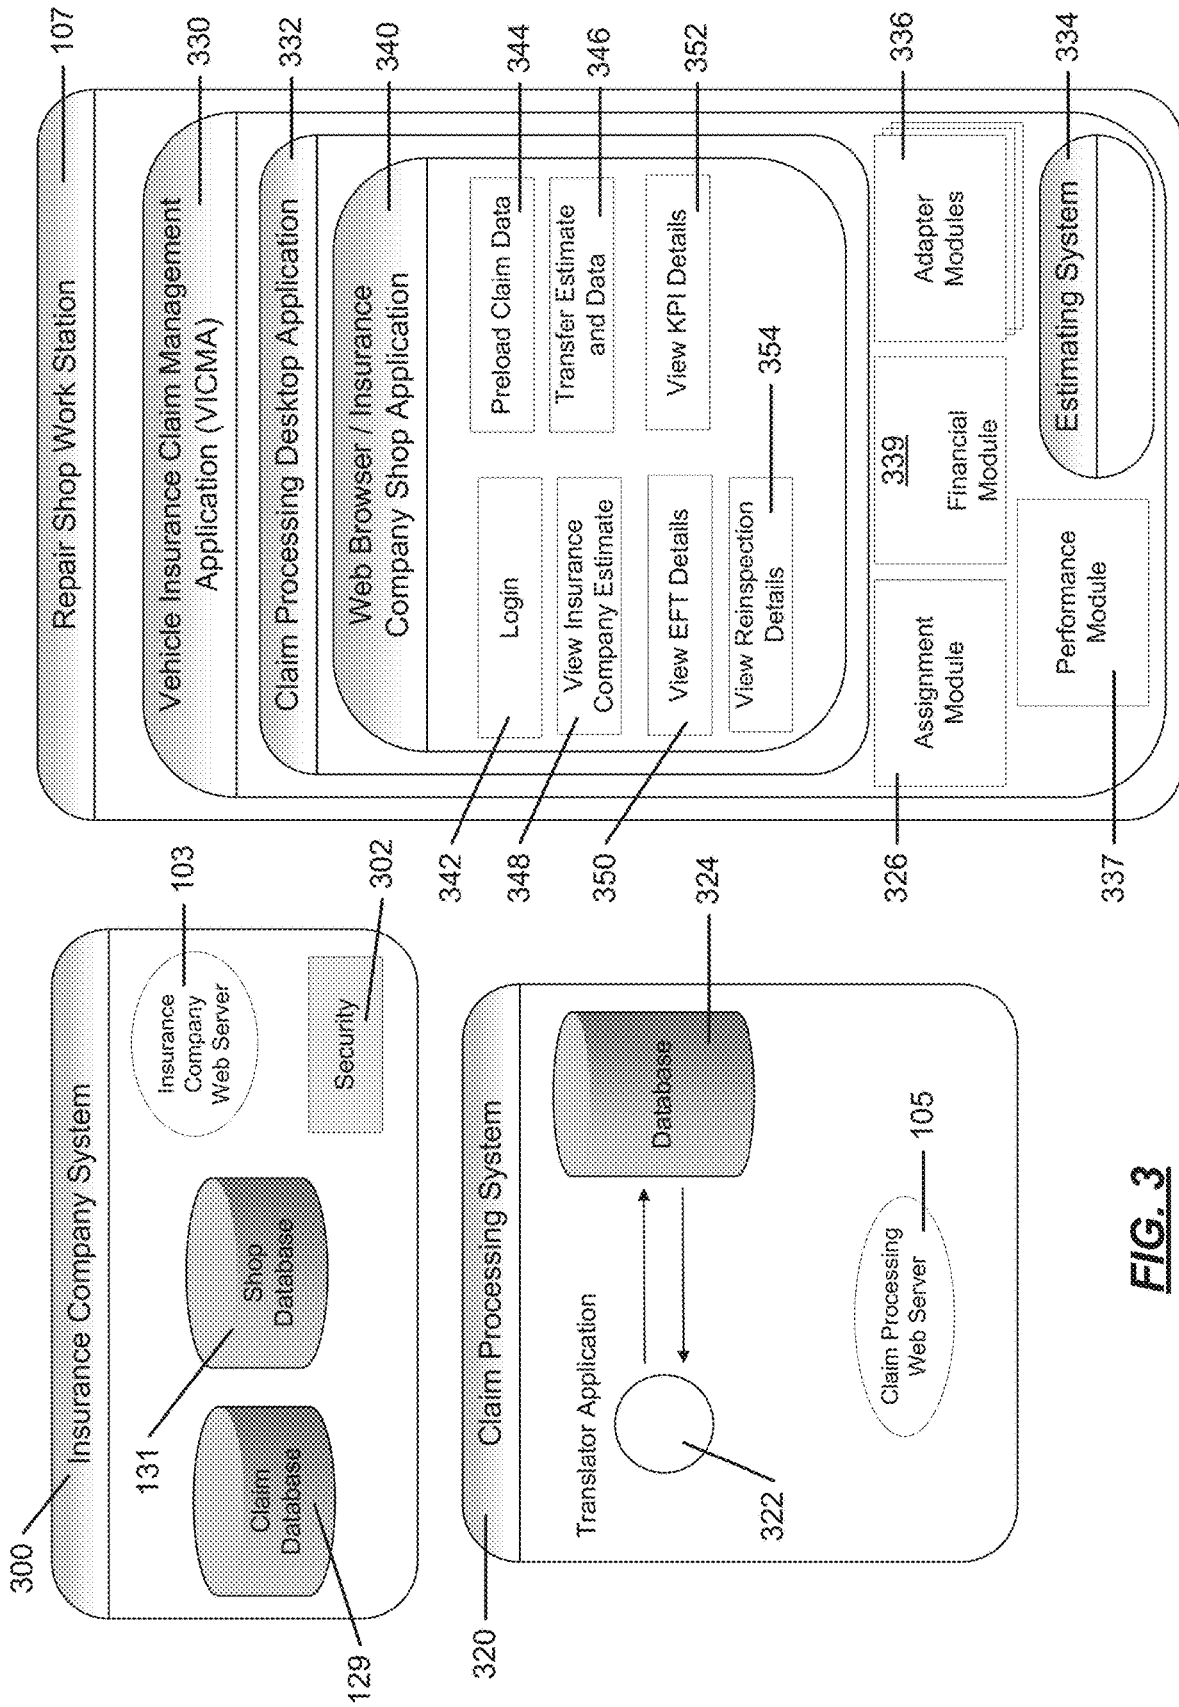 300
Insurance Company System
131
129
Claim
Database
Shop
Database
Insurance
Company
Web Server
103
Security
302
320
Claim Processing System
Translator Application
322
Database
324
Claim Processing
Web Server
105
Repair Shop Work Station
107
Vehicle Insurance Claim Management
Application (VICMA)
330
Claim Processing Desktop Application
332
Web Browser / Insurance
Company Shop Application
340
342
Login
Preload Claim Data
344
348
View Insurance
Company Estimate
Transfer Estimate
and Data
346
350
View EFT Details
View KPI Details
352
View Reinspection
Details
354
326
Assignment
Module
339
Financial
Module
Adapter
Modules
336
337
Performance
Module
Estimating System
334
FIG. 3